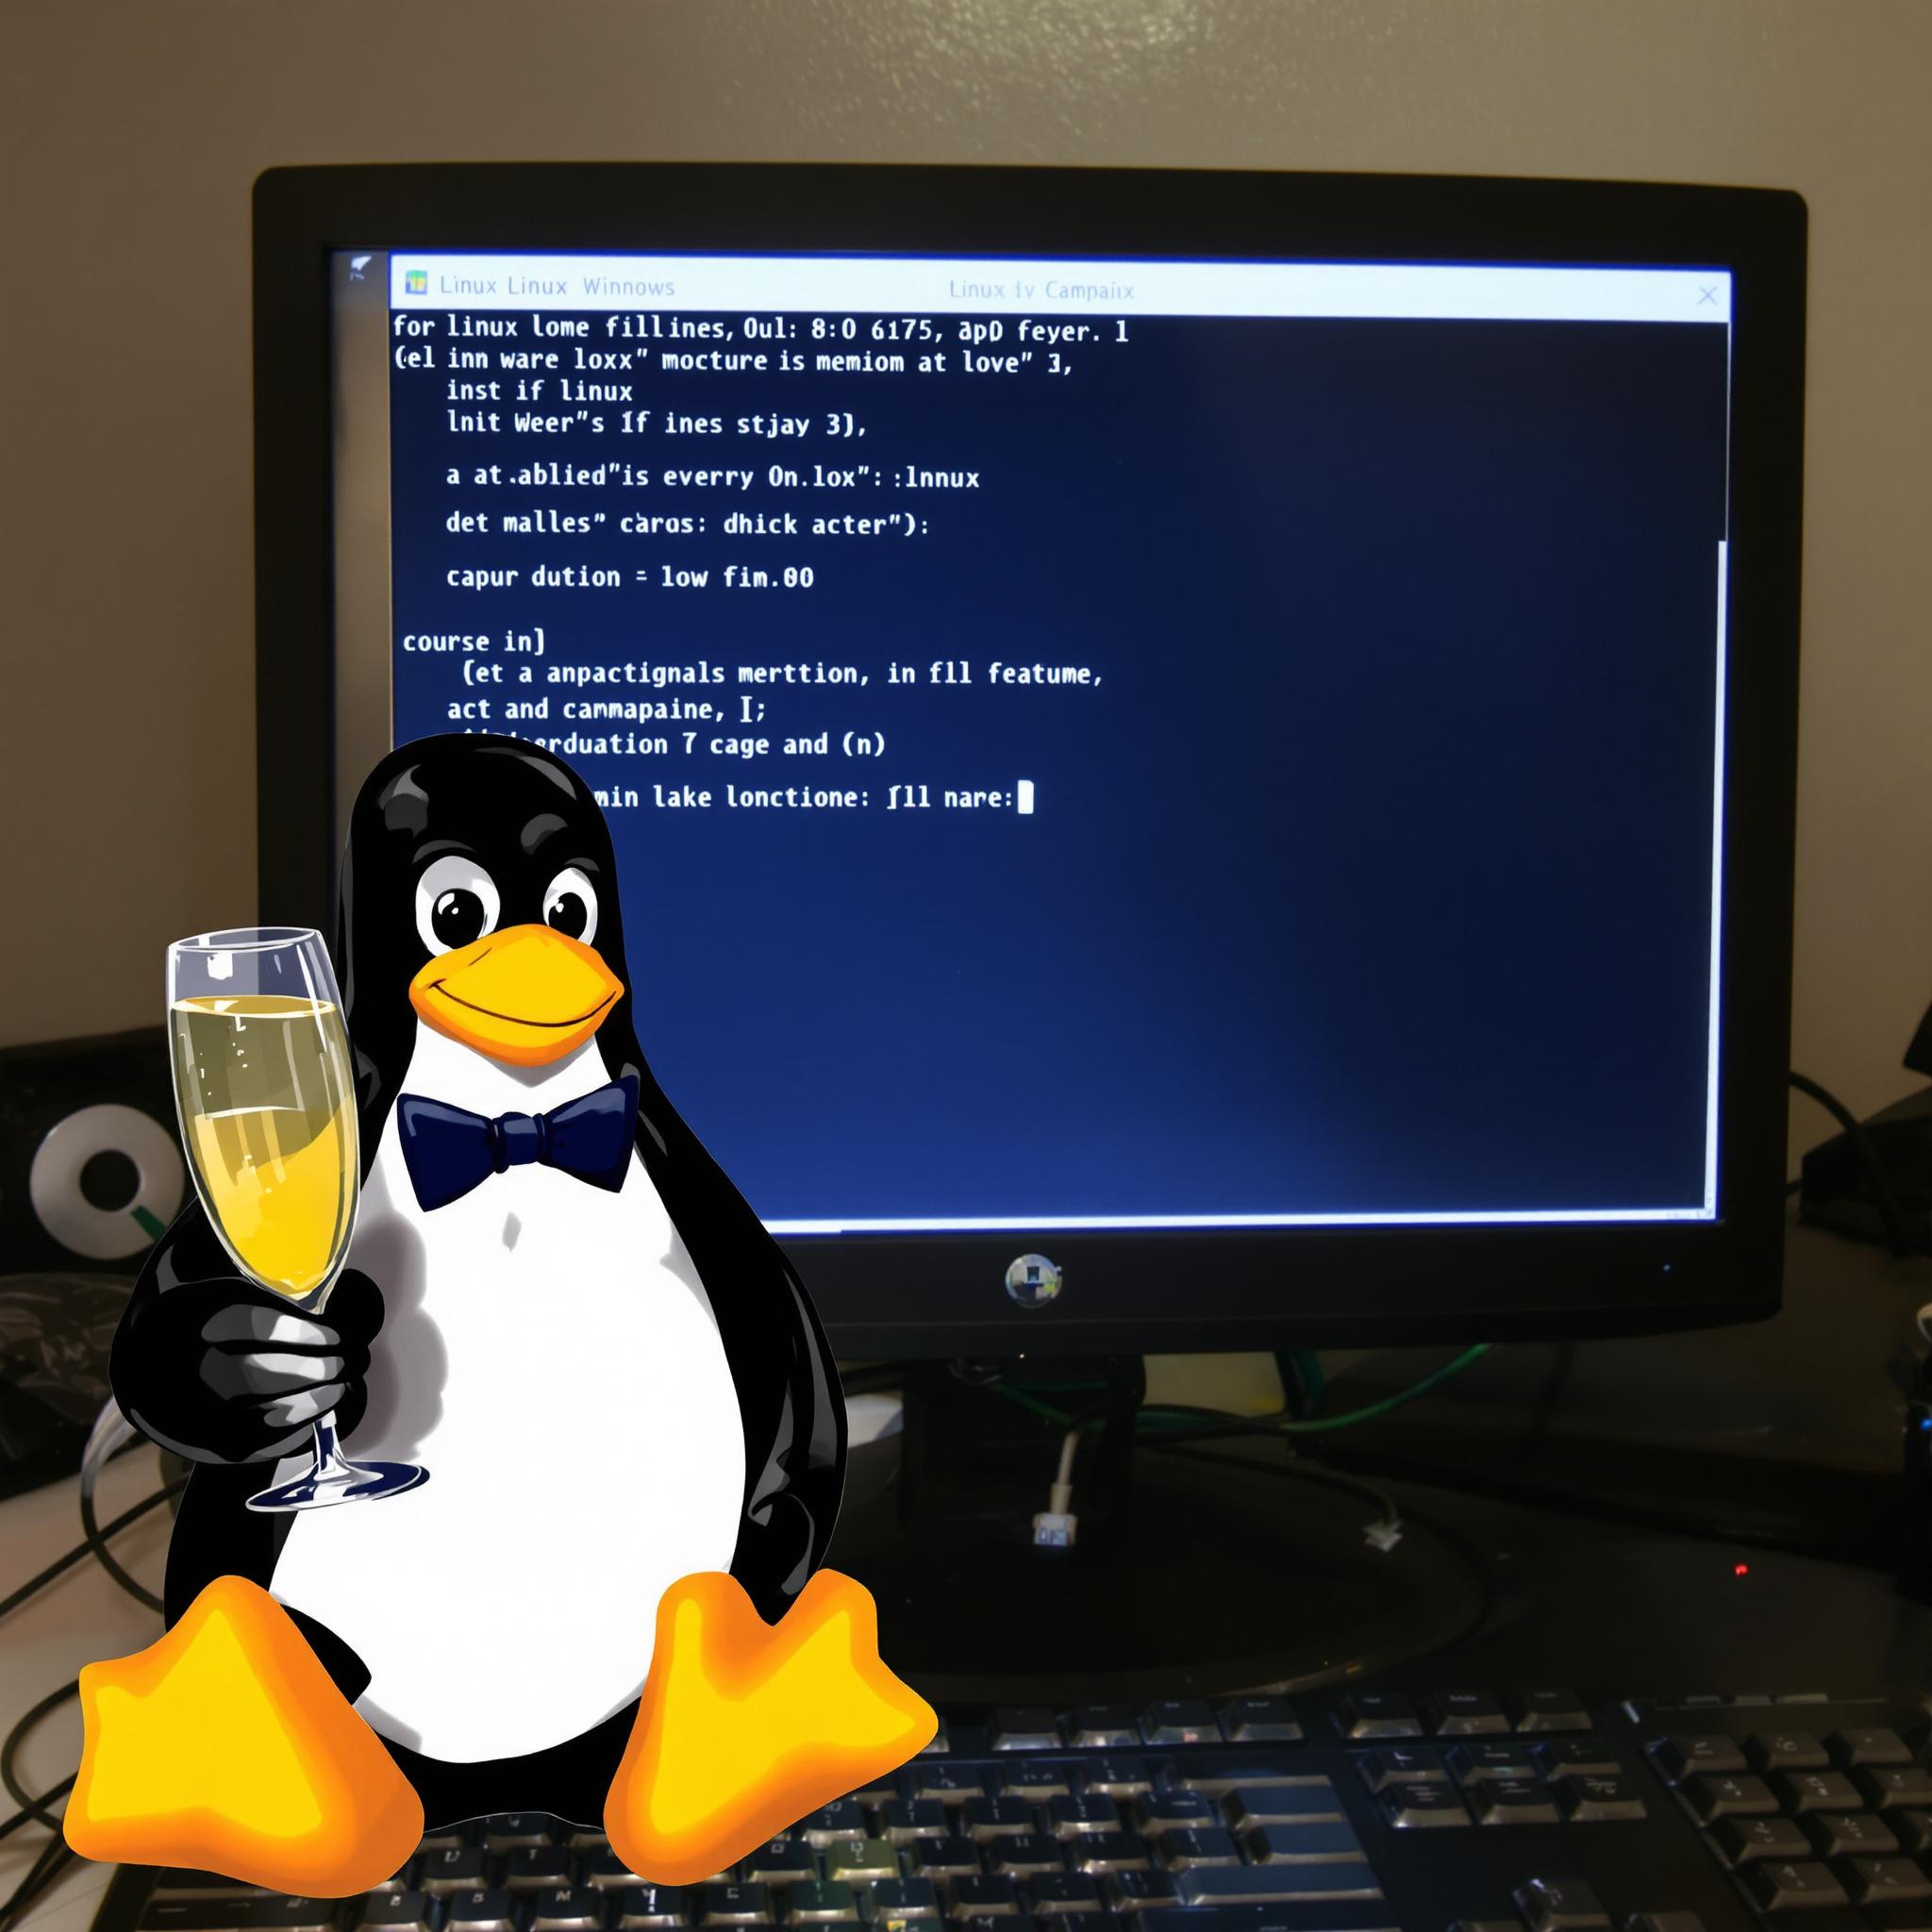 Linux Linux Winnows
Linux iv Campaiix
for linux lome fillines, Oul: 8:0 6175, apD feyer. l
(el inn ware loxx" mocture is memiom at love" 3,
inst if linux
lnit Weer"s 1f ines stjay 3),
a at.ablied"is everry On.lox": :lnnux
det malles" caros: dhick acter"):
capur dution = low fim.00
course in]
(et a anpactignals merttion, in fll featume,
act and cammapaine, I;
erduation 7 cage and (n)
min lake lonctione: fll nare: